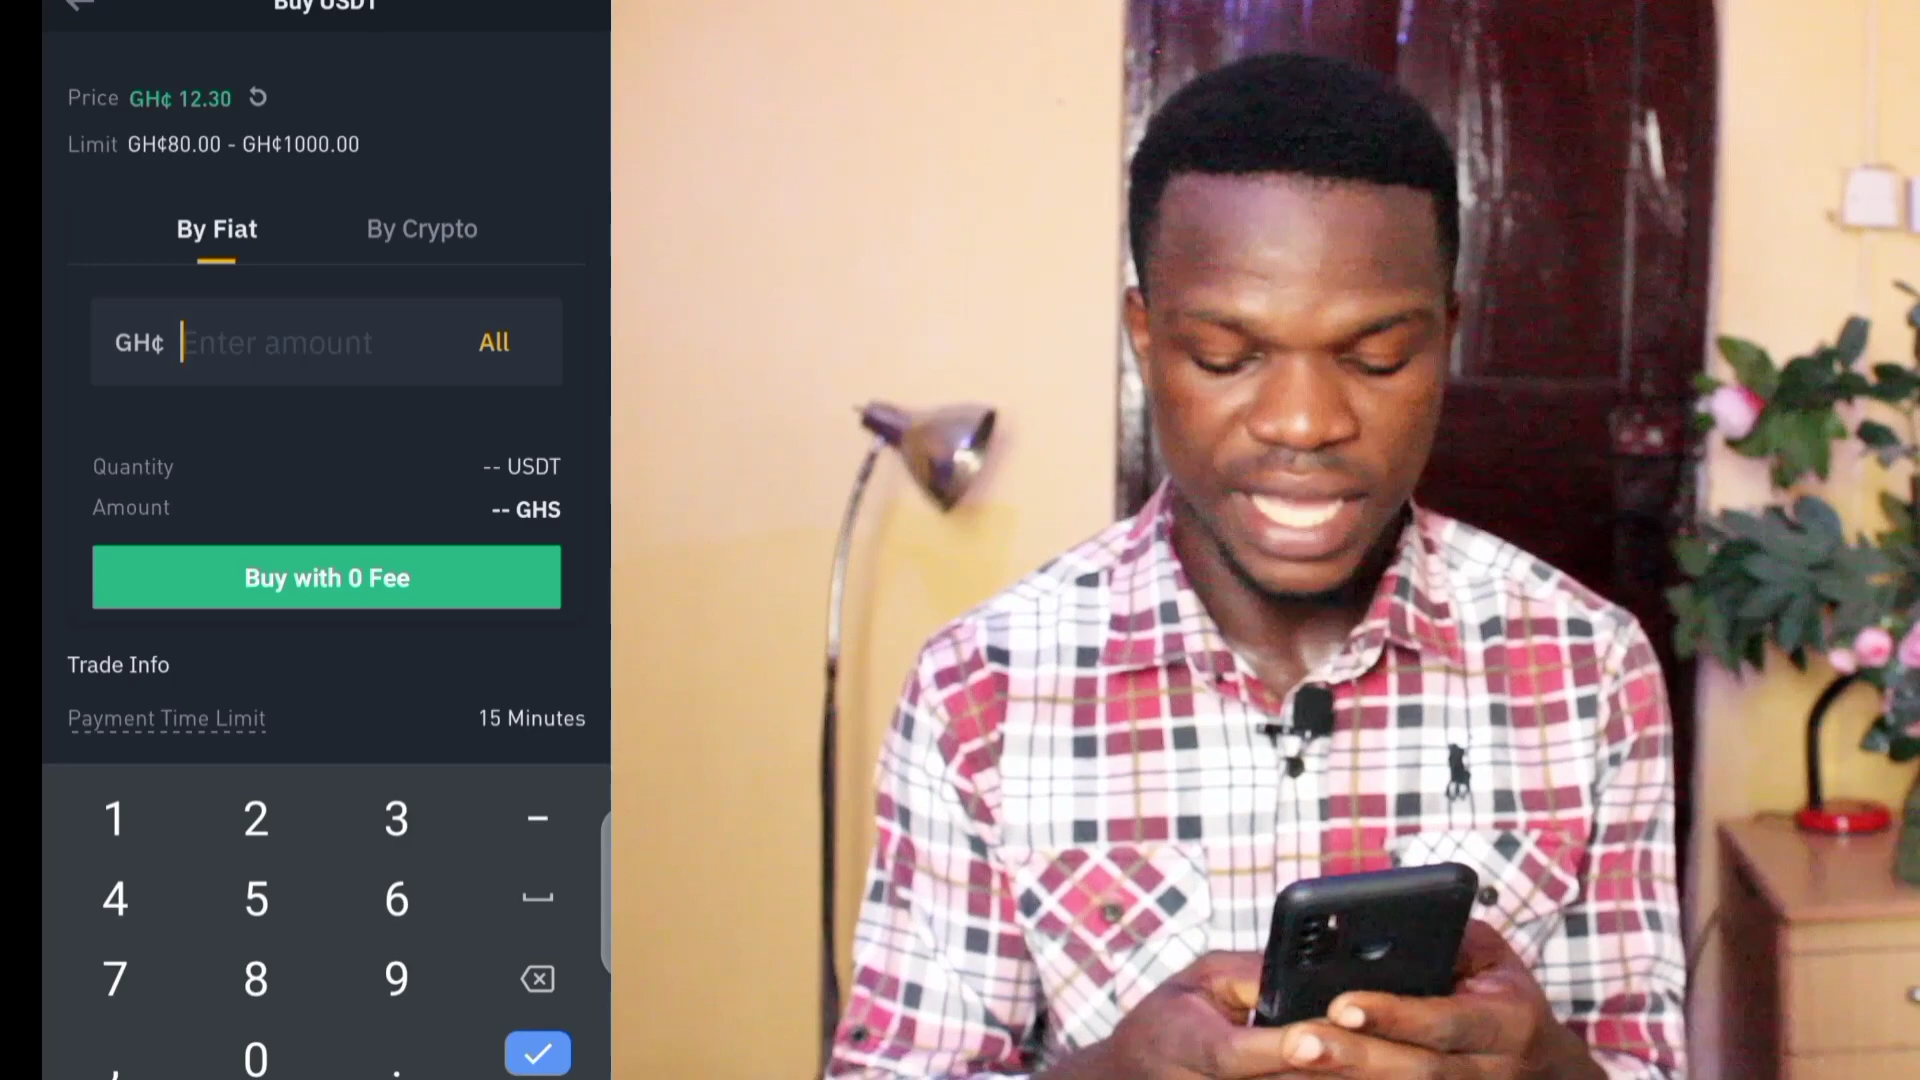 Buy USDT
Price GH¢ 12.30
Limit GH¢80.00 - GH¢1000.00
By Fiat By Crypto
GH¢ Enter amount All
Quantity -- USDT
Amount -- GHS
Buy with 0 Fee
Trade Info
Payment Time Limit 15 Minutes
1 2 3 -
4 5 6
7 8 9
, 0 .